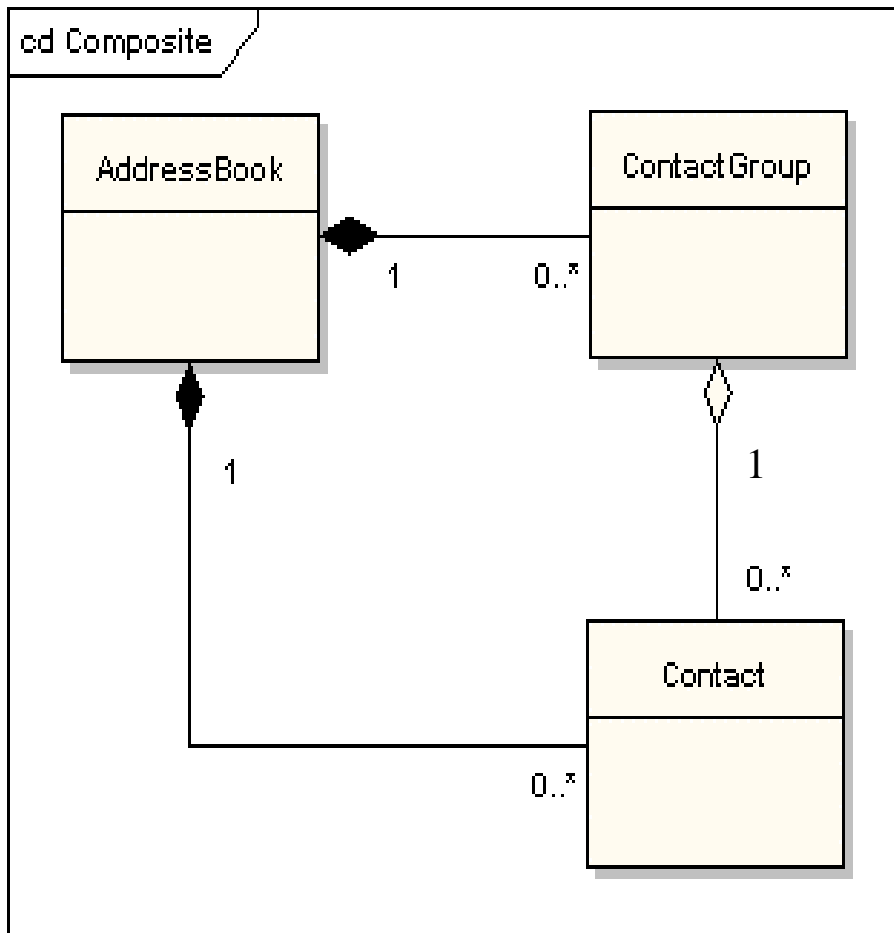 cd Composite
AddressBook
ContactGroup
1
0..*
1
1
0..*
Contact
0..*